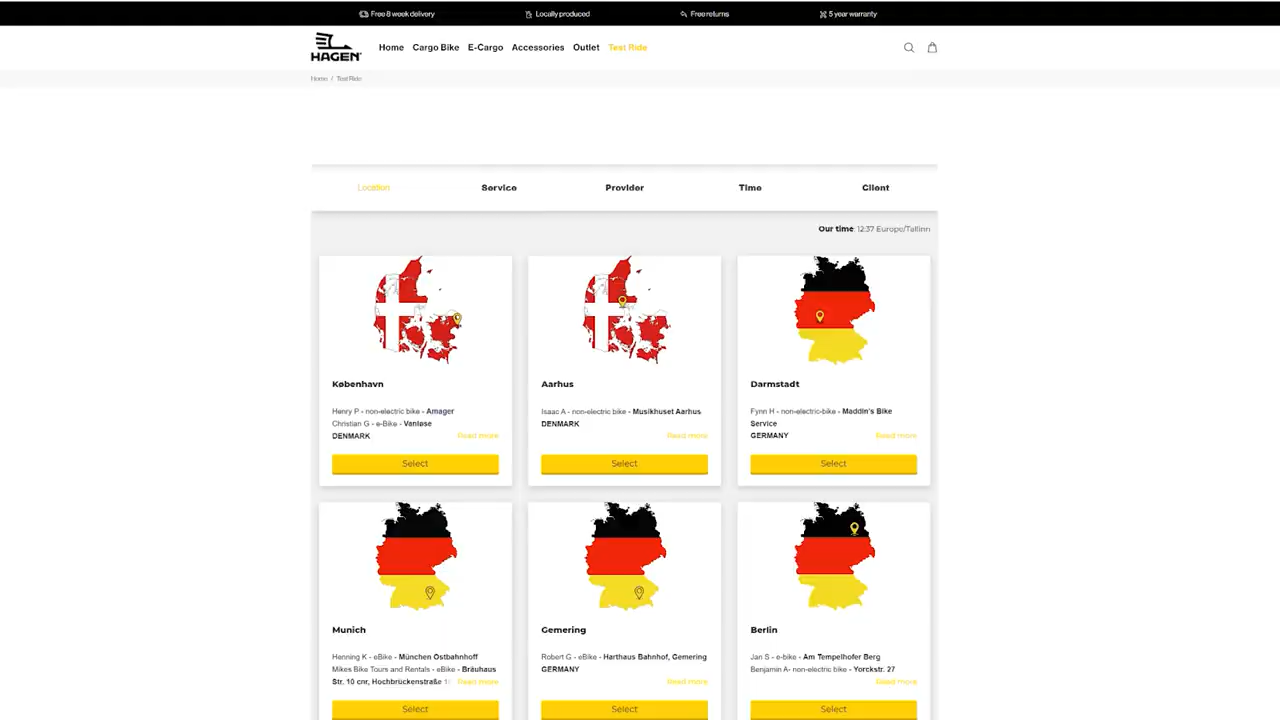 Free 8 week delivery
Locally produced
Free returns
5 year warranty
HAGEN
Home Cargo Bike E-Cargo Accessories Outlet Test Ride
Home / Test Ride
Location
Service
Provider
Time
Client
Our time: 12:37 Europe/Tallinn
København
Henry P - non-electric bike - Amager
Christian G - e-Bike - Vanløse
DENMARK
Read more
Select
Aarhus
Isaac A - non-electric bike - Musikhuset Aarhus
DENMARK
Read more
Select
Darmstadt
Fynn H - non-electric-bike - Maddin's Bike
Service
GERMANY
Read more
Select
Munich
Henning K - eBike - München Ostbahnhoff
Mikes Bike Tours and Rentals - eBike - Bräuhaus
Str. 10 cnr, Hochbrückenstraße
Read more
Select
Gemering
Robert G - eBike - Harthaus Bahnhof, Gemering
GERMANY
Read more
Select
Berlin
Jan S - e-bike - Am Tempelhofer Berg
Benjamin A- non-electric bike - Yorckstr. 27
Read more
Select